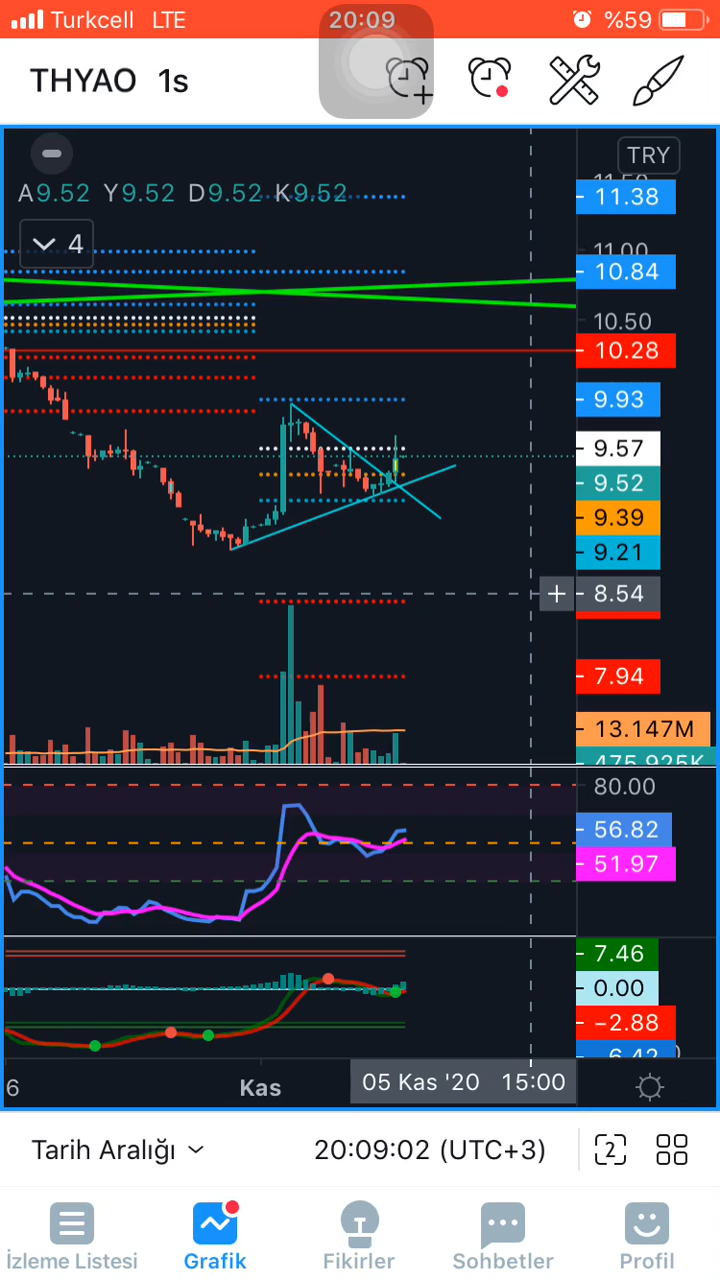 Turkcell LTE 20:09 %59
THYAO 1s
TRY
A9.52 Y9.52 D9.52 K9.52
4
11.38
11.00
10.84
10.50
10.28
9.93
9.57
9.52
9.39
9.21
8.54
7.94
13.147M
475.925K
80.00
56.82
51.97
7.46
0.00
−2.88
6 Kas 05 Kas '20 15:00
Tarih Aralığı 20:09:02 (UTC+3) 2
İzleme Listesi Grafik Fikirler Sohbetler Profil